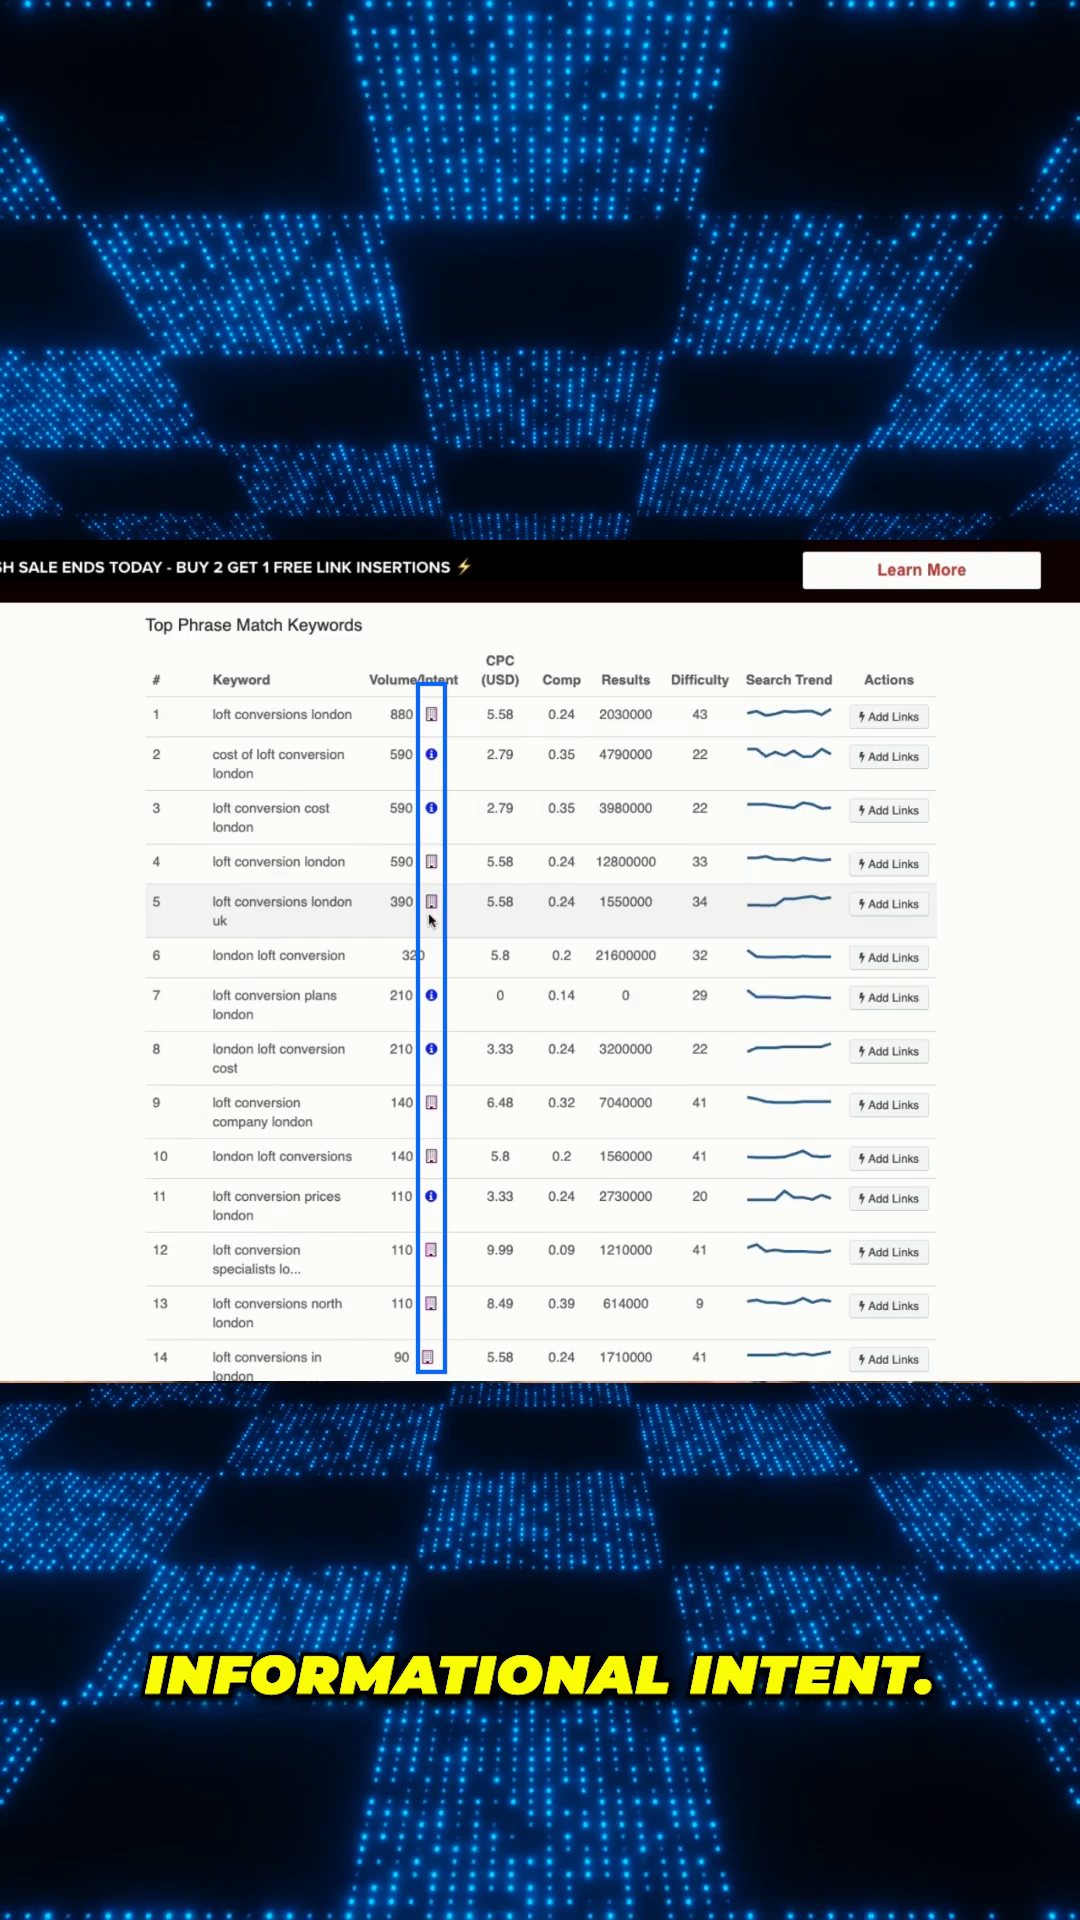 SH SALE ENDS TODAY - BUY 2 GET 1 FREE LINK INSERTIONS ⚡
Learn More
Top Phrase Match Keywords
# Keyword Volume/Intent CPC (USD) Comp Results Difficulty Search Trend Actions
1 loft conversions london 880 5.58 0.24 2030000 43 Add Links
2 cost of loft conversion london 590 2.79 0.35 4790000 22 Add Links
3 loft conversion cost london 590 2.79 0.35 3980000 22 Add Links
4 loft conversion london 590 5.58 0.24 12800000 33 Add Links
5 loft conversions london uk 390 5.58 0.24 1550000 34 Add Links
6 london loft conversion 320 5.8 0.2 21600000 32 Add Links
7 loft conversion plans london 210 0 0.14 0 29 Add Links
8 london loft conversion cost 210 3.33 0.24 3200000 22 Add Links
9 loft conversion company london 140 6.48 0.32 7040000 41 Add Links
10 london loft conversions 140 5.8 0.2 1560000 41 Add Links
11 loft conversion prices london 110 3.33 0.24 2730000 20 Add Links
12 loft conversion specialists lo... 110 9.99 0.09 1210000 41 Add Links
13 loft conversions north london 110 8.49 0.39 614000 9 Add Links
14 loft conversions in london 90 5.58 0.24 1710000 41 Add Links
INFORMATIONAL INTENT.